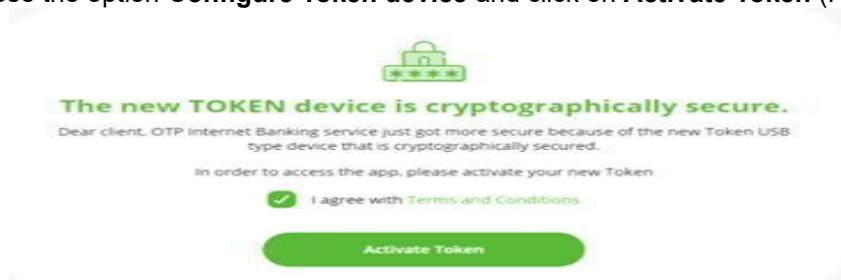 the option Configure Token device and click on Activate Token
****
The new TOKEN device is cryptographically secure.
Dear client, OTP Internet Banking service just got more secure because of the new Token USB
type device that is cryptographically secured.
In order to access the app, please activate your new Token
I agree with Terms and Conditions
Activate Token